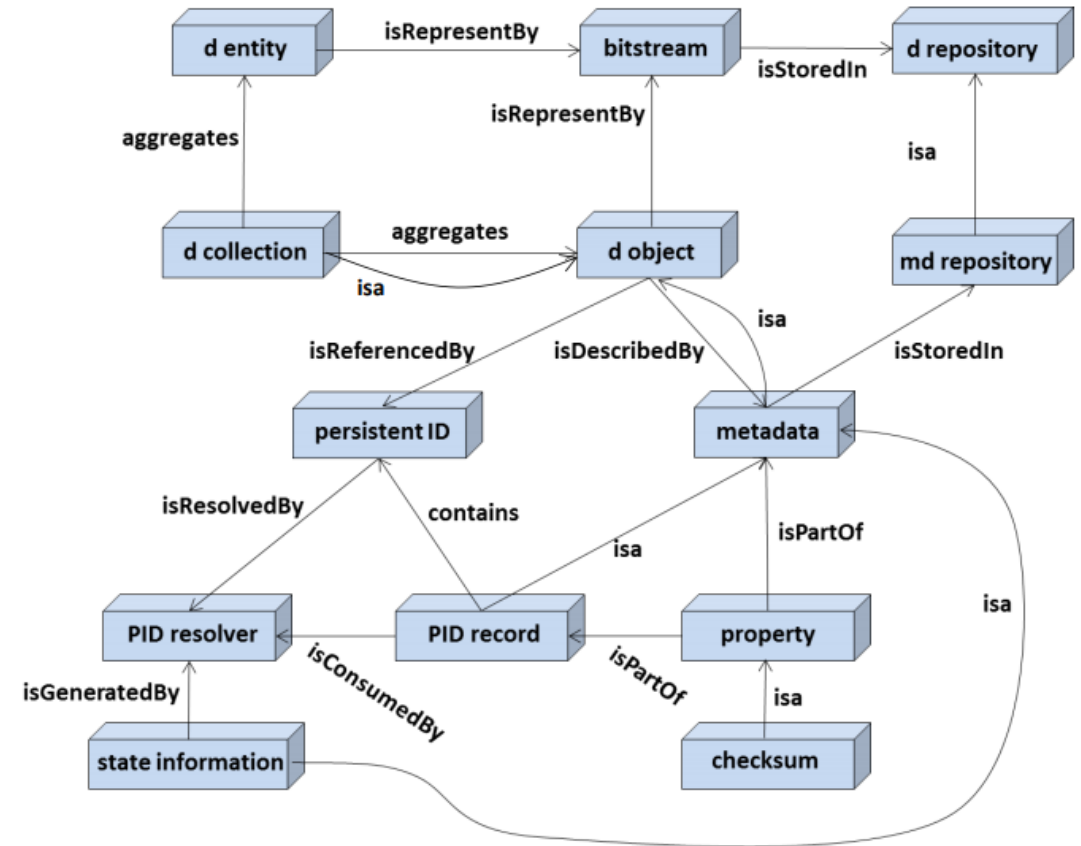 d entity
isRepresentBy
bitstream
isStoredIn
d repository
aggregates
isRepresentBy
isa
d collection
aggregates
isa
d object
md repository
isReferencedBy
isDescribedBy
isa
isStoredIn
persistent ID
metadata
isResolvedBy
contains
isa
isPartOf
isa
PID resolver
isConsumedBy
PID record
isPartOf
property
isGeneratedBy
isa
state information
checksum